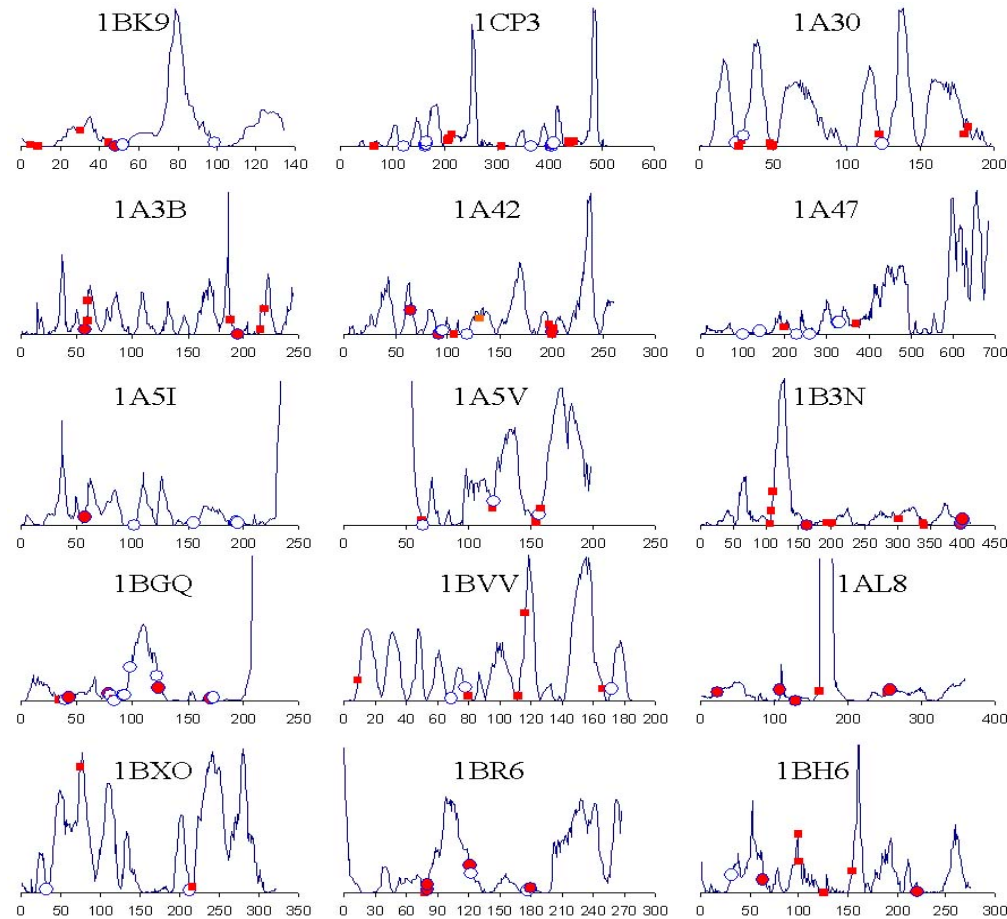 1BK9 1CP3 1A30
0 20 40 60 80 100 120 140 0 100 200 300 400 500 600 0 50 100 150 200
1A3B 1A42 1A47
0 50 100 150 200 250 300 0 50 100 150 200 250 300 0 100 200 300 400 500 600 700
1A5I 1A5V 1B3N
0 50 100 150 200 250 0 50 100 150 200 250 0 50 100 150 200 250 300 350 400 450
1BGQ 1BVV 1AL8
0 50 100 150 200 250 0 20 40 60 80 100 120 140 160 180 200 0 100 200 300 400
1BXO 1BR6 1BH6
0 50 100 150 200 250 300 350 0 30 60 90 120 150 180 210 240 270 300 0 50 100 150 200 250 300